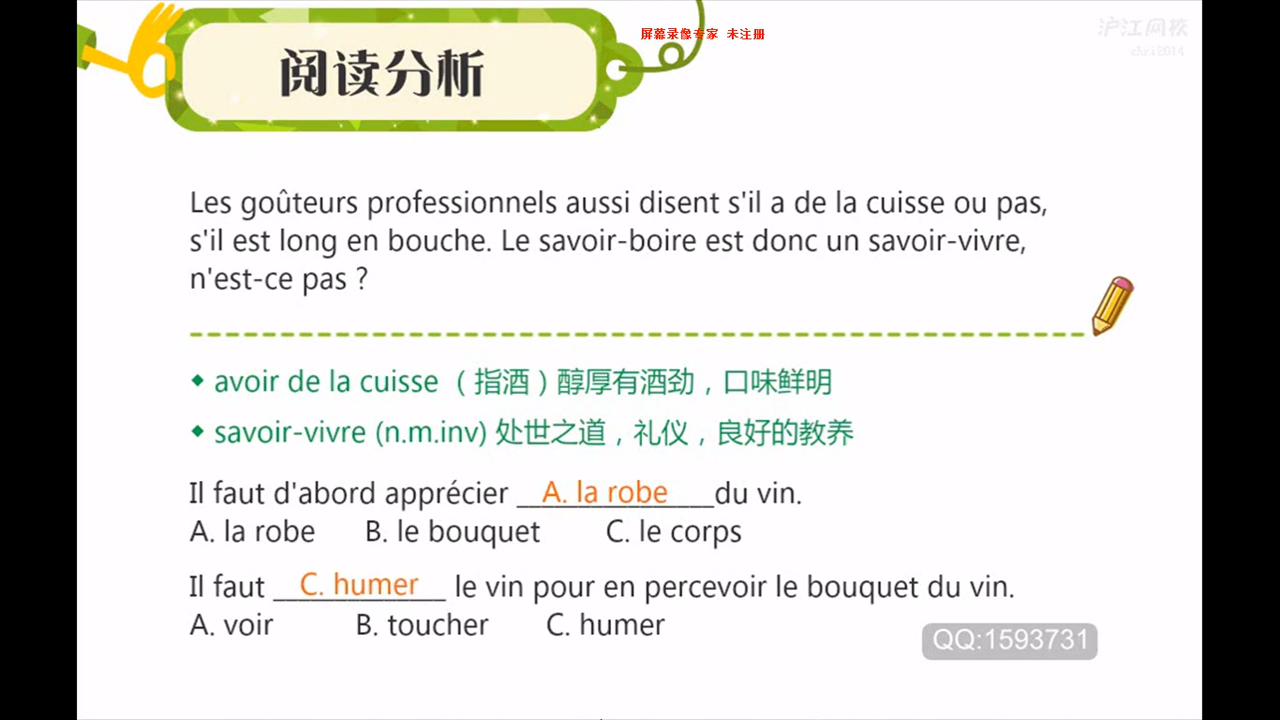 屏幕录像专家 未注册
沪江网校
chri2014
阅读分析
Les goûteurs professionnels aussi disent s'il a de la cuisse ou pas,
s'il est long en bouche. Le savoir-boire est donc un savoir-vivre,
n'est-ce pas ?
◆ avoir de la cuisse （指酒）醇厚有酒劲，口味鲜明
◆ savoir-vivre (n.m.inv) 处世之道，礼仪，良好的教养
Il faut d'abord apprécier ___A. la robe___du vin.
A. la robe B. le bouquet C. le corps
Il faut ___C. humer___ le vin pour en percevoir le bouquet du vin.
A. voir B. toucher C. humer
QQ:1593731